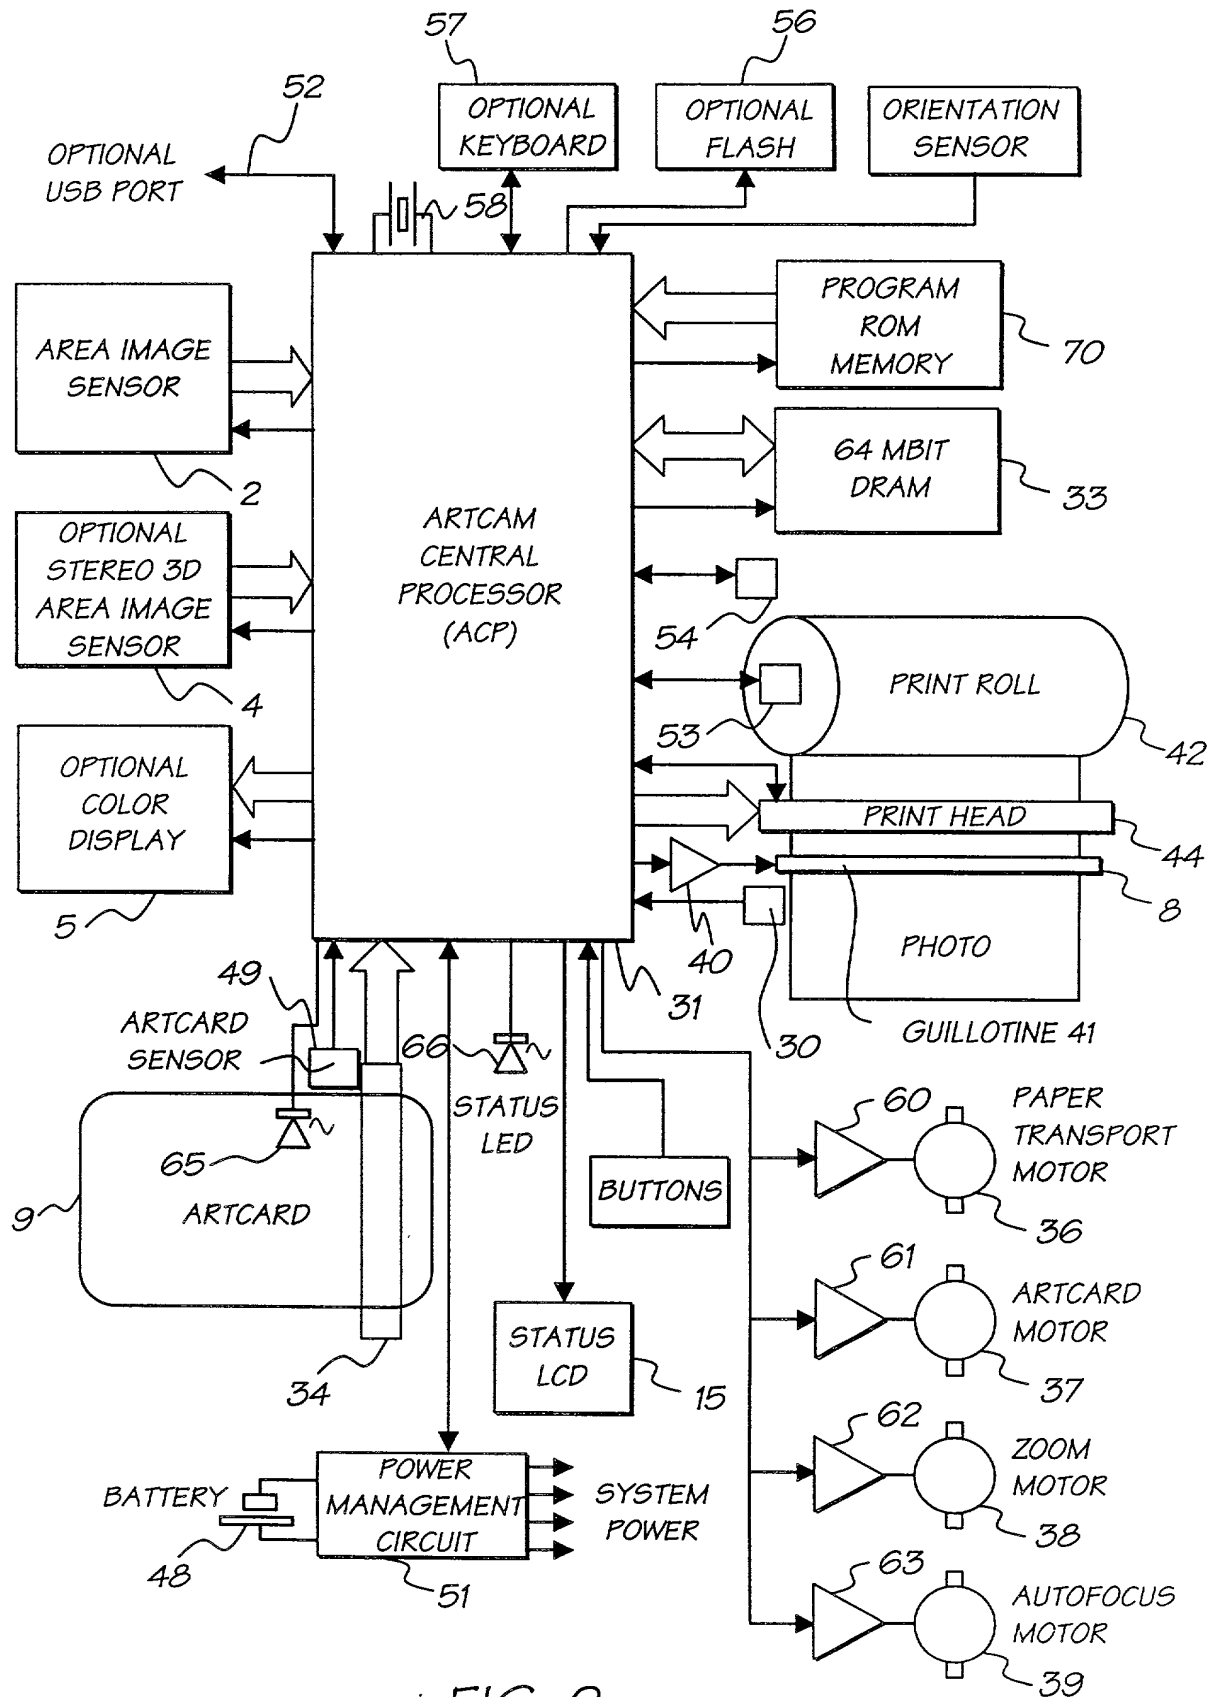 57
56
52
OPTIONAL
USB PORT
OPTIONAL
KEYBOARD
OPTIONAL
FLASH
ORIENTATION
SENSOR
58
AREA IMAGE
SENSOR
2
PROGRAM
ROM
MEMORY
70
64 MBIT
DRAM
33
OPTIONAL
STEREO 3D
AREA IMAGE
SENSOR
4
ARTCAM
CENTRAL
PROCESSOR
(ACP)
54
53
PRINT ROLL
42
OPTIONAL
COLOR
DISPLAY
5
PRINT HEAD
44
8
40
30
31
PHOTO
GUILLOTINE 41
49
ARTCARD
SENSOR
66
STATUS
LED
65
9
ARTCARD
34
BUTTONS
STATUS
LCD
15
60
PAPER
TRANSPORT
MOTOR
36
61
ARTCARD
MOTOR
37
62
ZOOM
MOTOR
38
63
AUTOFOCUS
MOTOR
39
BATTERY
48
POWER
MANAGEMENT
CIRCUIT
51
SYSTEM
POWER